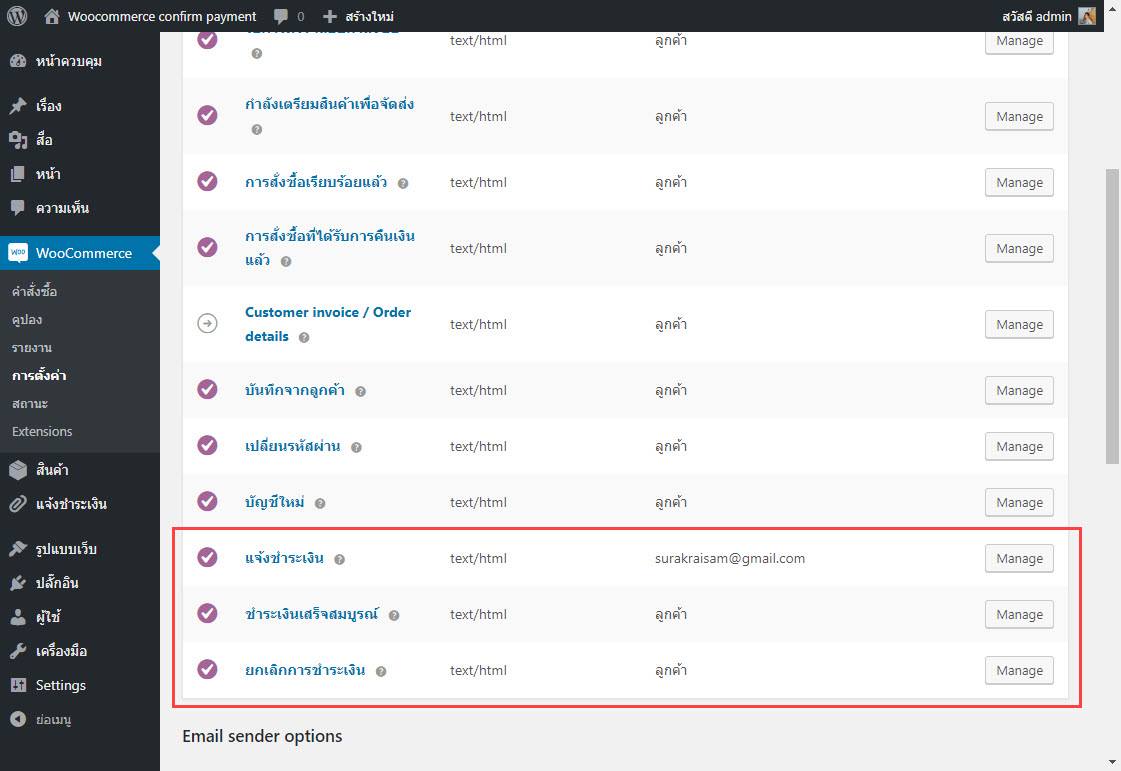 Woocommerce confirm payment
0
สร้างใหม่
สวัสดี admin
หน้าควบคุม
เรื่อง
สื่อ
หน้า
ความเห็น
woo
WooCommerce
คำสั่งซื้อ
คูปอง
รายงาน
การตั้งค่า
สถานะ
Extensions
สินค้า
แจ้งชำระเงิน
รูปแบบเว็บ
ปลั๊กอิน
ผู้ใช้
เครื่องมือ
Settings
ย่อเมนู
text/html
ลูกค้า
Manage
กำลังเตรียมสินค้าเพื่อจัดส่ง
text/html
ลูกค้า
Manage
การสั่งซื้อเรียบร้อยแล้ว
text/html
ลูกค้า
Manage
การสั่งซื้อที่ได้รับการคืนเงิน
แล้ว
text/html
ลูกค้า
Manage
Customer invoice / Order
details
text/html
ลูกค้า
Manage
บันทึกจากลูกค้า
text/html
ลูกค้า
Manage
เปลี่ยนรหัสผ่าน
text/html
ลูกค้า
Manage
บัญชีใหม่
text/html
ลูกค้า
Manage
แจ้งชำระเงิน
text/html
surakraisam@gmail.com
Manage
ชำระเงินเสร็จสมบูรณ์
text/html
ลูกค้า
Manage
ยกเลิกการชำระเงิน
text/html
ลูกค้า
Manage
Email sender options